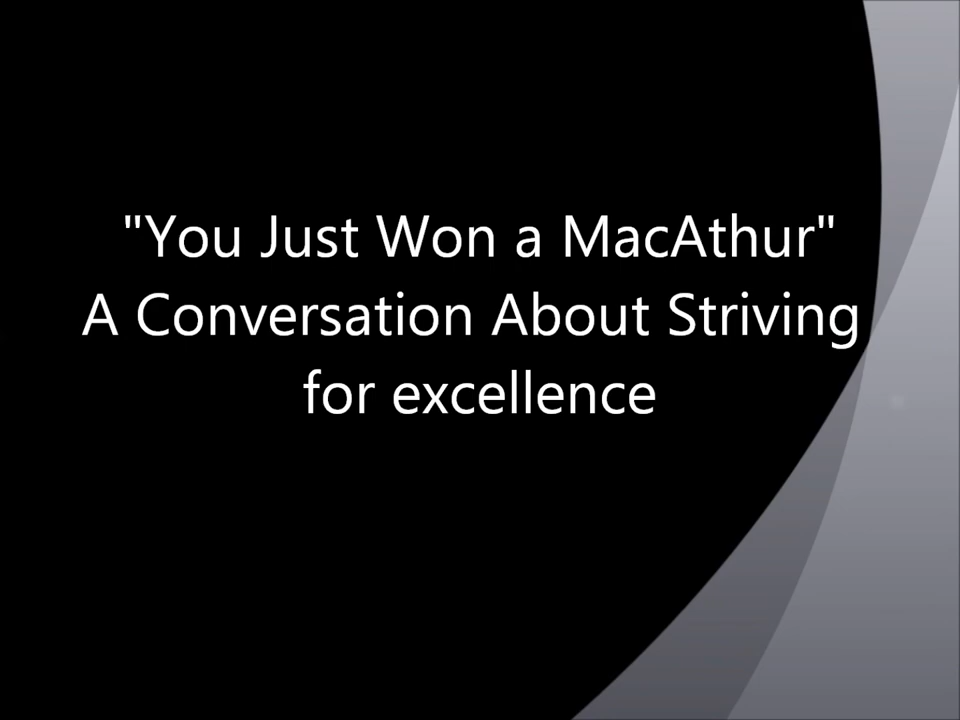 "You Just Won a MacAthur"
A Conversation About Striving
for excellence